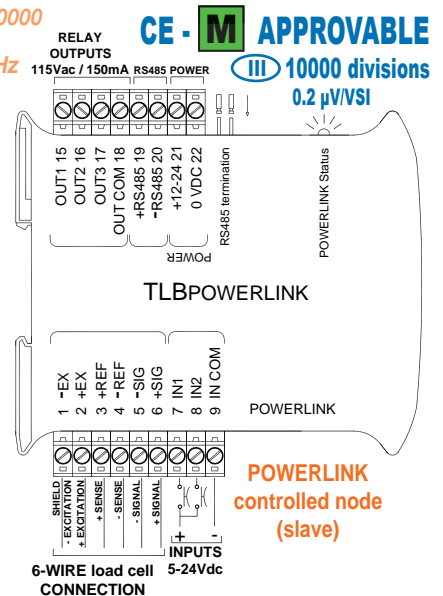 0000
Hz
CE - M APPROVABLE
III 10000 divisions
0.2 µV/VSI
RELAY
OUTPUTS
115Vac / 150mA RS485 POWER
OUT1 15
OUT2 16
OUT3 17
OUT COM 18
+RS485 19
-RS485 20
+12-24 21
0 VDC 22
RS485 termination
POWERLINK Status
POWER
TLBPOWERLINK
1 -EX
2 +EX
3 +REF
4 -REF
5 -SIG
6 +SIG
7 IN1
8 IN2
9 IN COM
POWERLINK
SHIELD
- EXCITATION
+ EXCITATION
+ SENSE
- SENSE
- SIGNAL
+ SIGNAL
+ -
INPUTS
5-24Vdc
6-WIRE load cell
CONNECTION
POWERLINK
controlled node
(slave)